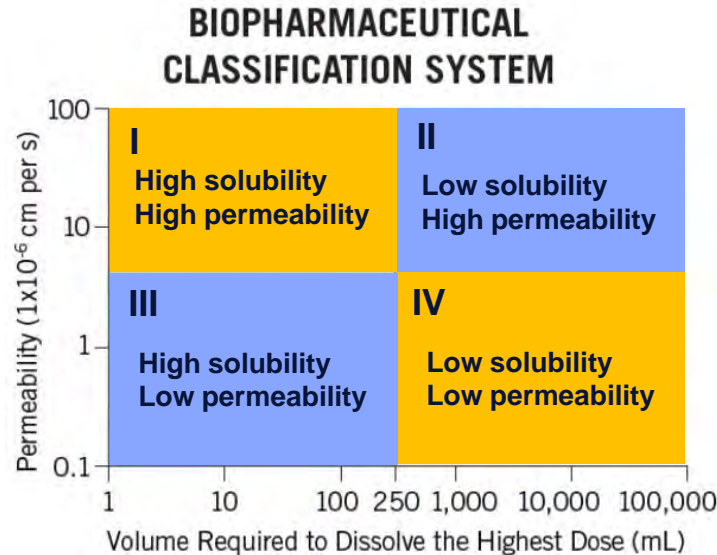 BIOPHARMACEUTICAL
CLASSIFICATION SYSTEM
Permeability (1x10⁻⁶ cm per s)
100
10
1
0.1
I
High solubility
High permeability
II
Low solubility
High permeability
III
High solubility
Low permeability
IV
Low solubility
Low permeability
1 10 100 250 1,000 10,000 100,000
Volume Required to Dissolve the Highest Dose (mL)